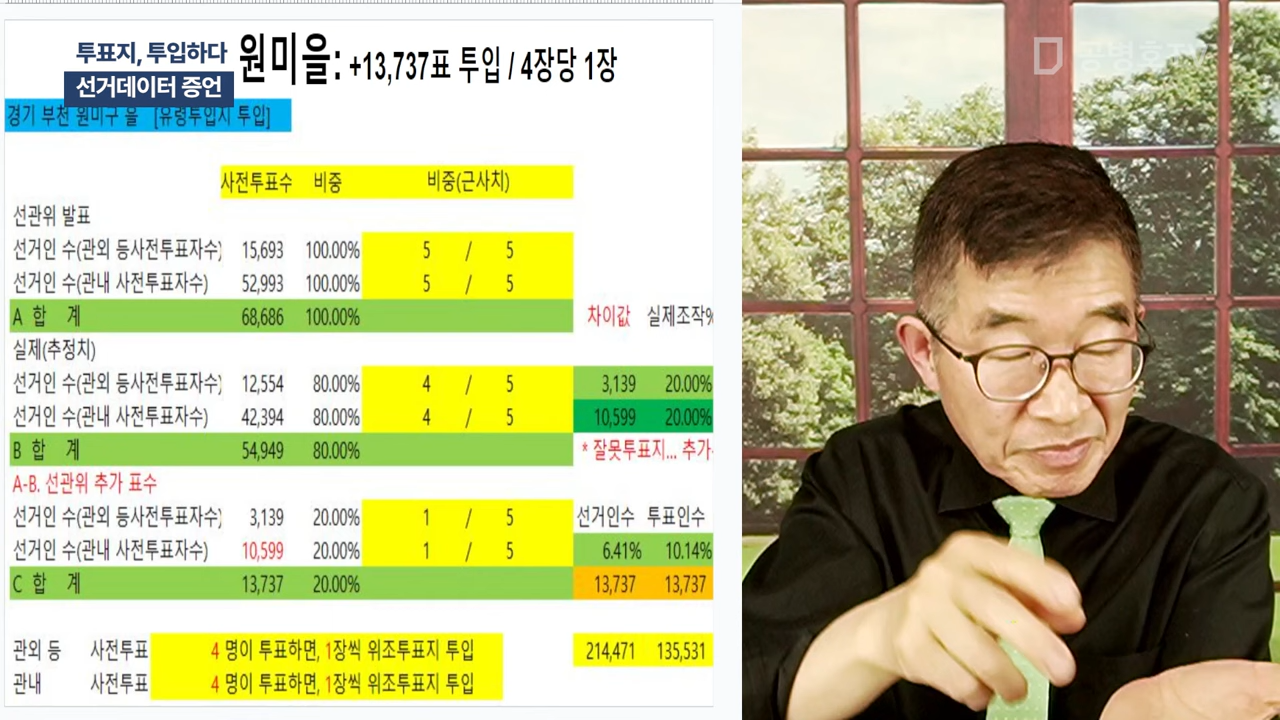 투표지, 투입하다
선거데이터 증언
원미을: +13,737표 투입 / 4장당 1장
경기 부천 원미구 을 [유령투입지 투입]
사전투표수 비중 비중(근사치)
선관위 발표
선거인 수(관외 등사전투표자수) 15,693 100.00% 5 / 5
선거인 수(관내 사전투표자수) 52,993 100.00% 5 / 5
A 합 계 68,686 100.00% 차이값 실제조작%
실제(추정치)
선거인 수(관외 등사전투표자수) 12,554 80.00% 4 / 5 3,139 20.00%
선거인 수(관내 사전투표자수) 42,394 80.00% 4 / 5 10,599 20.00%
B 합 계 54,949 80.00% * 잘못투표지... 추가
A-B. 선관위 추가 표수
선거인 수(관외 등사전투표자수) 3,139 20.00% 1 / 5 선거인수 투표인수
선거인 수(관내 사전투표자수) 10,599 20.00% 1 / 5 6.41% 10.14%
C 합 계 13,737 20.00% 13,737 13,737
관외 등 사전투표 4 명이 투표하면, 1장씩 위조투표지 투입 214,471 135,531
관내 사전투표 4 명이 투표하면, 1장씩 위조투표지 투입